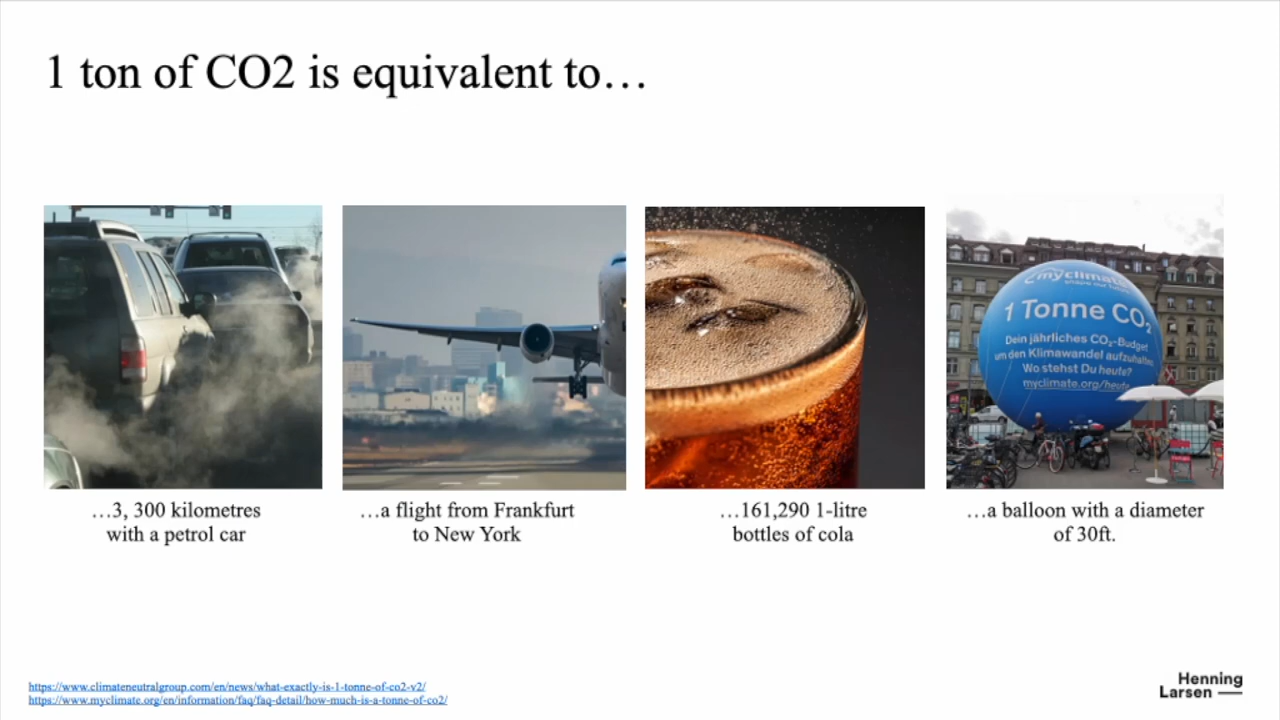 1 ton of CO2 is equivalent to…
myclimate
1 Tonne CO₂
Dein jährliches CO₂-Budget
um den Klimawandel aufzuhalten
Wo stehst Du heute?
myclimate.org/heute
…3, 300 kilometres
with a petrol car
…a flight from Frankfurt
to New York
…161,290 1-litre
bottles of cola
…a balloon with a diameter
of 30ft.
https://www.climateneutralgroup.com/en/news/what-exactly-is-1-tonne-of-co2-v2/
https://www.myclimate.org/en/information/faq/faq-detail/how-much-is-a-tonne-of-co2/
Henning
Larsen